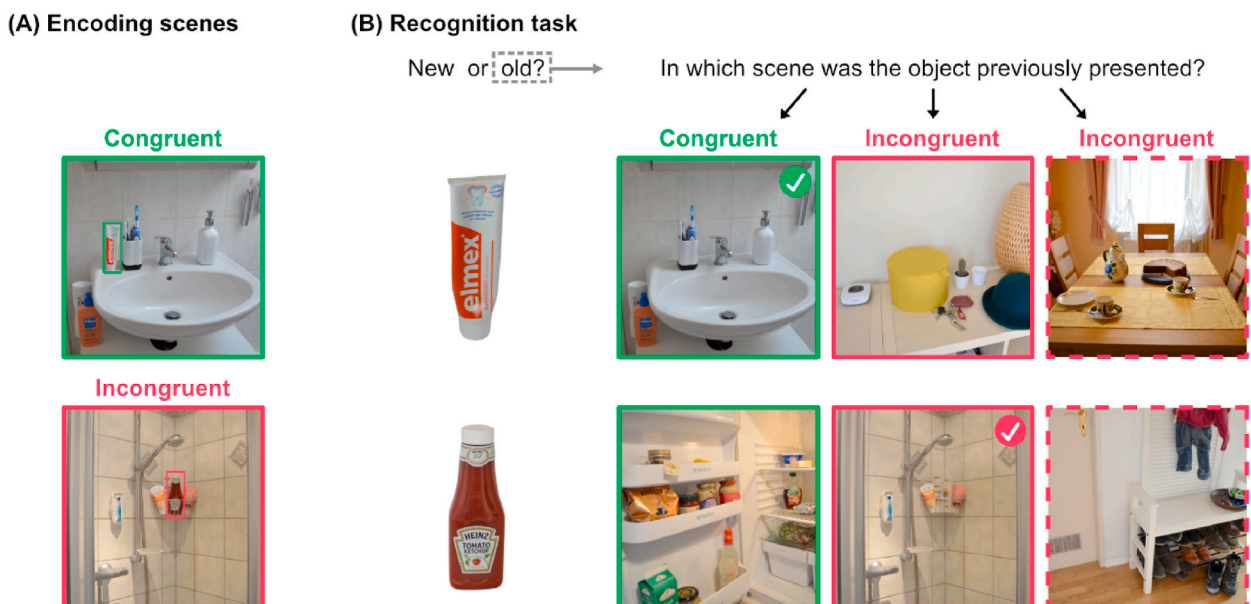 (A) Encoding scenes
(B) Recognition task
New or old?
In which scene was the object previously presented?
Congruent
Congruent
Incongruent
Incongruent
elmex
elmex
Incongruent
HEINZ
TOMATO
KETCHUP